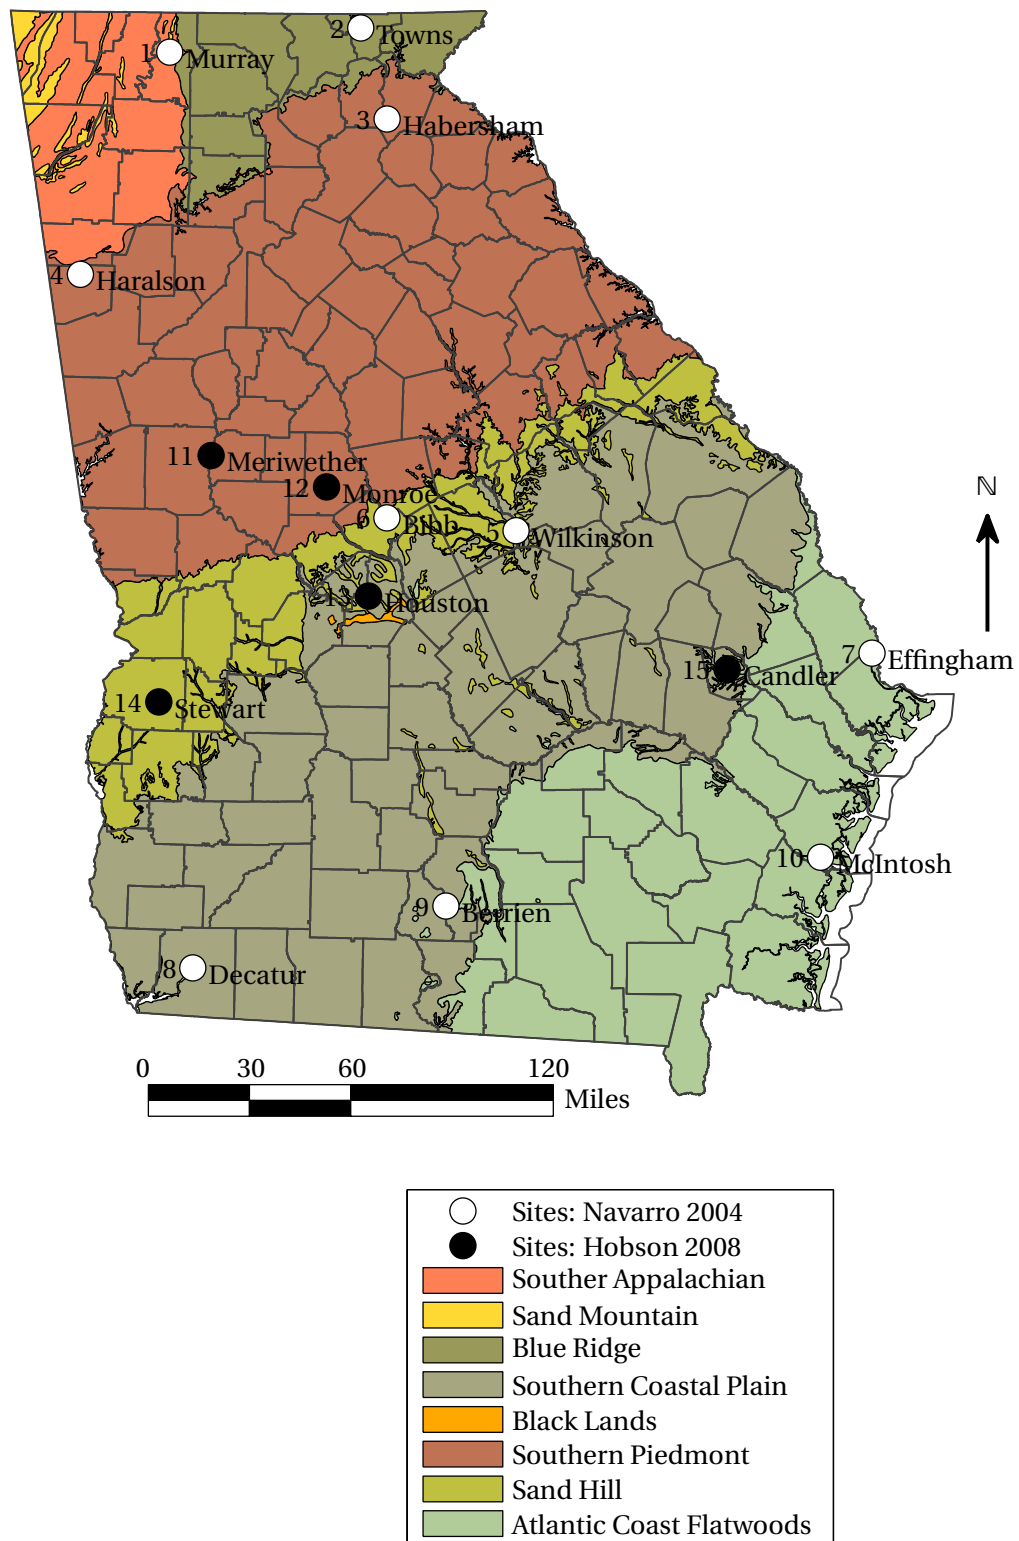 2 Towns
1 Murray
3 Habersham
4 Haralson
11 Meriwether
12 Monroe
6 Bibb
5 Wilkinson
N
13 Houston
7 Effingham
15 Candler
14 Stewart
10 McIntosh
9 Berrien
8 Decatur
0 30 60 120
Miles
Sites: Navarro 2004
Sites: Hobson 2008
Souther Appalachian
Sand Mountain
Blue Ridge
Southern Coastal Plain
Black Lands
Southern Piedmont
Sand Hill
Atlantic Coast Flatwoods